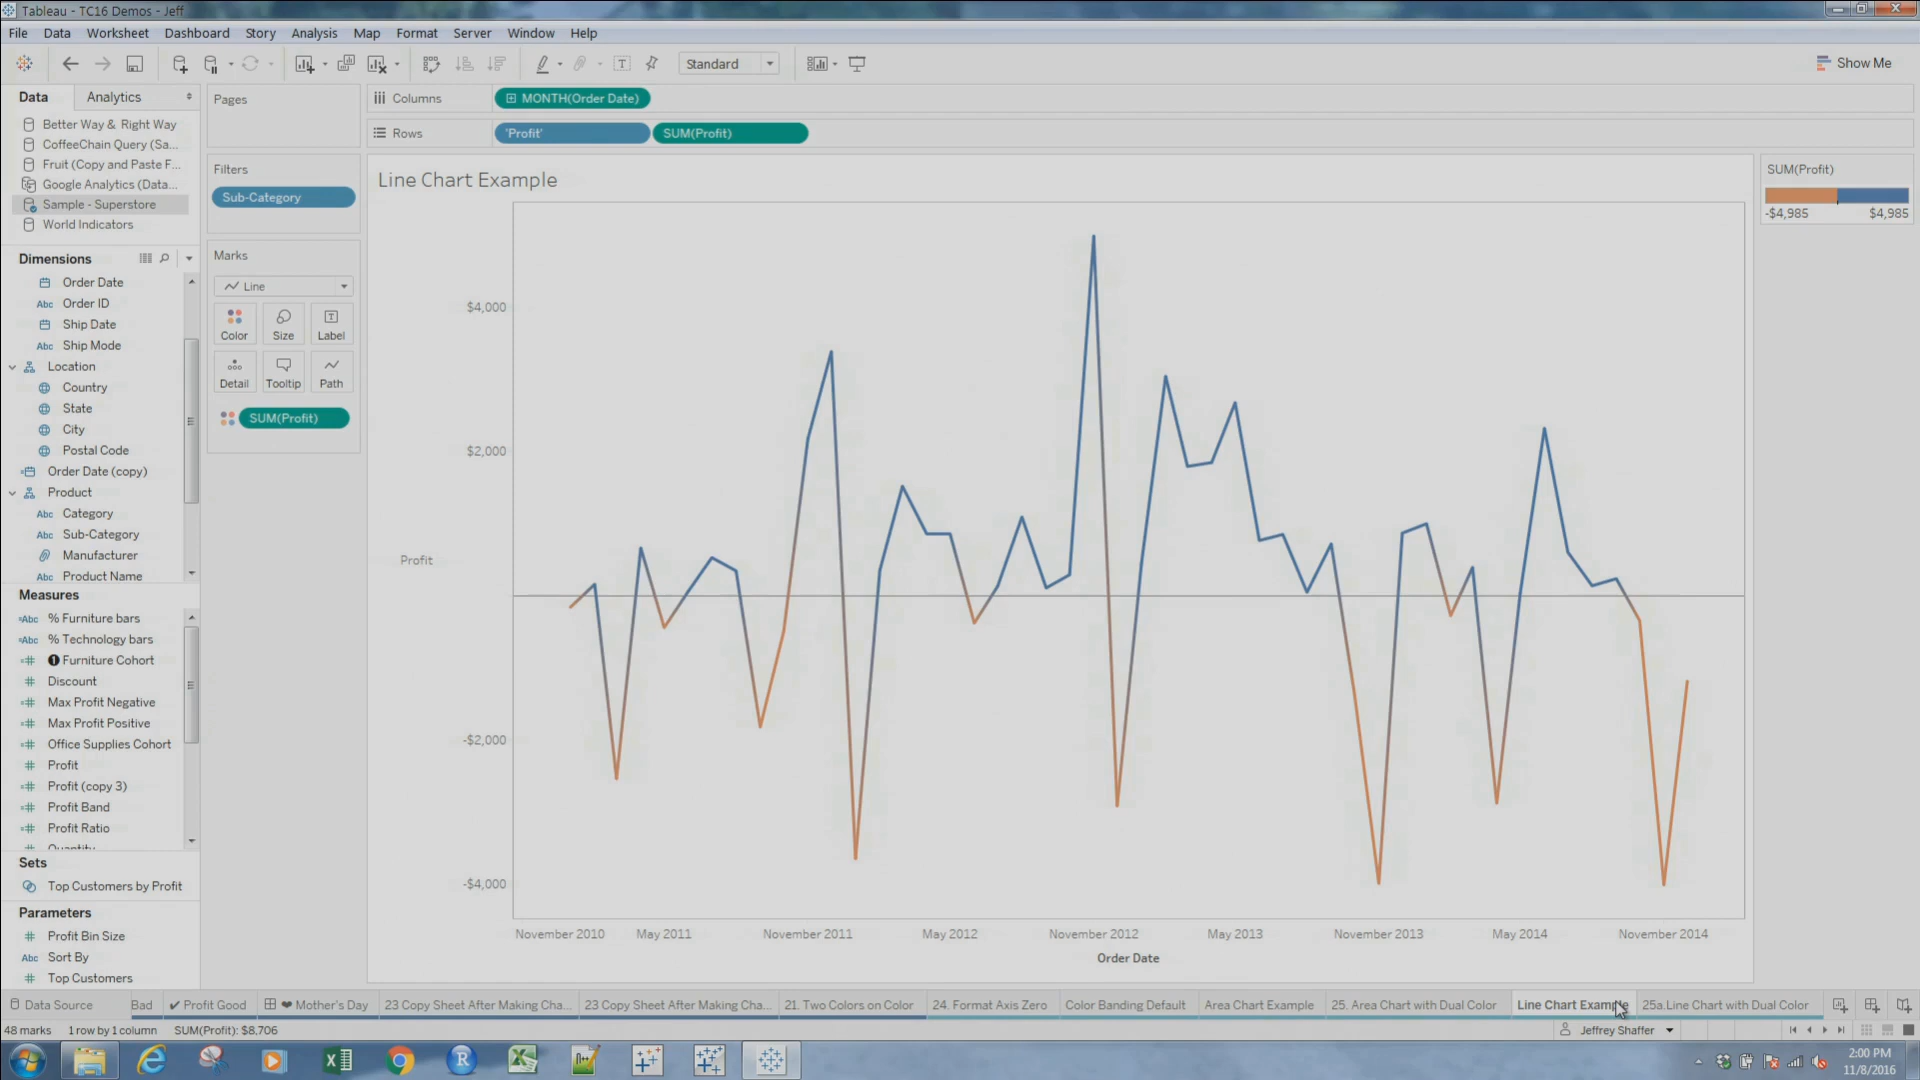 Tableau - TC16 Demos - Jeff
File Data Worksheet Dashboard Story Analysis Map Format Server Window Help
Standard
Show Me
Data Analytics
Better Way & Right Way
CoffeeChain Query (Sa...
Fruit (Copy and Paste F...
Google Analytics (Data...
Sample - Superstore
World Indicators
Dimensions
Order Date
Abc Order ID
Ship Date
Abc Ship Mode
Location
Country
State
City
Postal Code
Order Date (copy)
Product
Abc Category
Abc Sub-Category
Manufacturer
Abc Product Name
Measures
=Abc % Furniture bars
=Abc % Technology bars
=# ❶ Furniture Cohort
# Discount
=# Max Profit Negative
=# Max Profit Positive
=# Office Supplies Cohort
=# Profit
=# Profit (copy 3)
=# Profit Band
=# Profit Ratio
Quantity
Sets
Top Customers by Profit
Parameters
# Profit Bin Size
Abc Sort By
# Top Customers
Pages
Filters
Sub-Category
Marks
Line
Color Size Label
Detail Tooltip Path
SUM(Profit)
Columns MONTH(Order Date)
Rows 'Profit' SUM(Profit)
Line Chart Example
$4,000
$2,000
Profit
-$2,000
-$4,000
November 2010 May 2011 November 2011 May 2012 November 2012 May 2013 November 2013 May 2014 November 2014
Order Date
SUM(Profit)
-$4,985 $4,985
Data Source Bad ✔ Profit Good ❤ Mother's Day 23 Copy Sheet After Making Cha... 23 Copy Sheet After Making Cha... 21. Two Colors on Color 24. Format Axis Zero Color Banding Default Area Chart Example 25. Area Chart with Dual Color Line Chart Example 25a.Line Chart with Dual Color
48 marks 1 row by 1 column SUM(Profit): $8,706 Jeffrey Shaffer
2:00 PM
11/8/2016